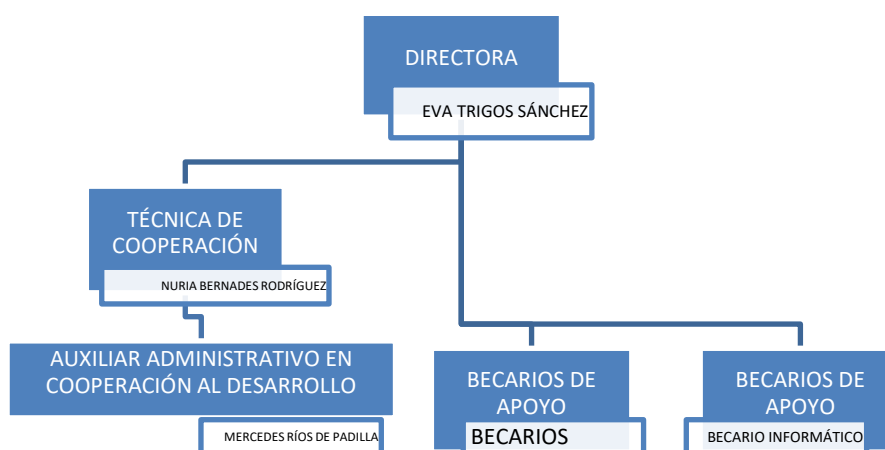 DIRECTORA
EVA TRIGOS SÁNCHEZ
TÉCNICA DE
COOPERACIÓN
NURIA BERNADES RODRÍGUEZ
AUXILIAR ADMINISTRATIVO EN
COOPERACIÓN AL DESARROLLO
MERCEDES RÍOS DE PADILLA
BECARIOS DE
APOYO
BECARIOS
BECARIOS DE
APOYO
BECARIO INFORMÁTICO